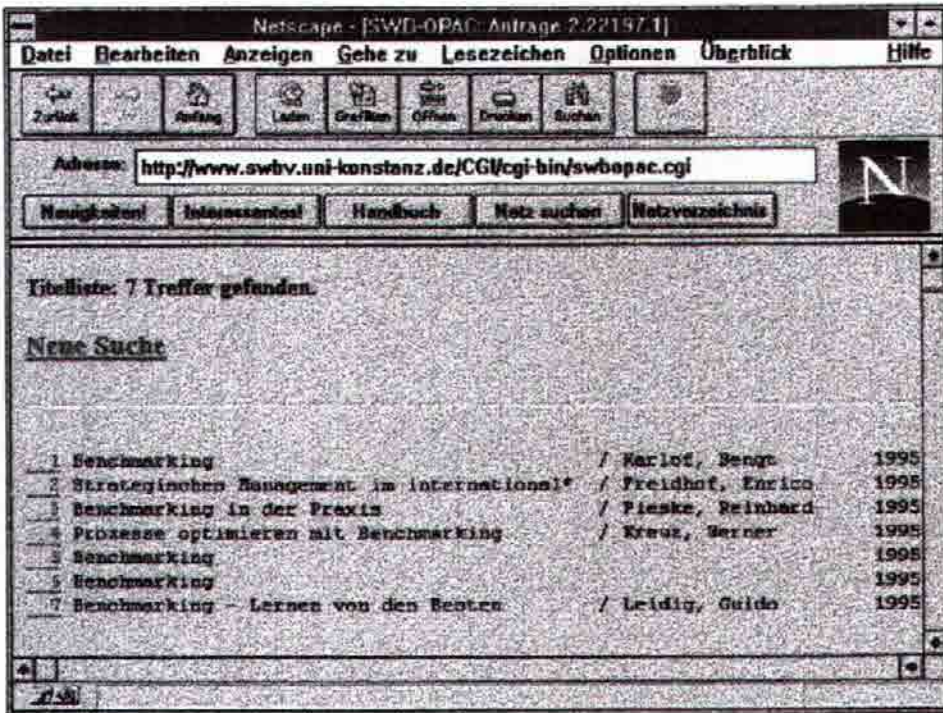 Netscape - [SWD-OPAC: Anfrage 2.22197.1]
Datei Bearbeiten Anzeigen Gehe zu Lesezeichen Optionen Überblick Hilfe
Zurück Anfang Laden Grafiken Öffnen Drucken Suchen
Adresse: http://www.swbv.uni-konstanz.de/CGI/cgi-bin/swbopac.cgi
Neuigkeiten! Interessantes! Handbuch Netz suchen Netzverzeichnis
Titelliste: 7 Treffer gefunden.
Neue Suche
1 Benchmarking / Karlof, Bengt 1995
2 Strategischen Management im international* / Freidhof, Enrico 1995
3 Benchmarking in der Praxis / Pieske, Reinhard 1995
4 Prozesse optimieren mit Benchmarking / Kreuz, Werner 1995
5 Benchmarking 1995
6 Benchmarking 1995
7 Benchmarking - Lernen von den Besten / Leidig, Guido 1995